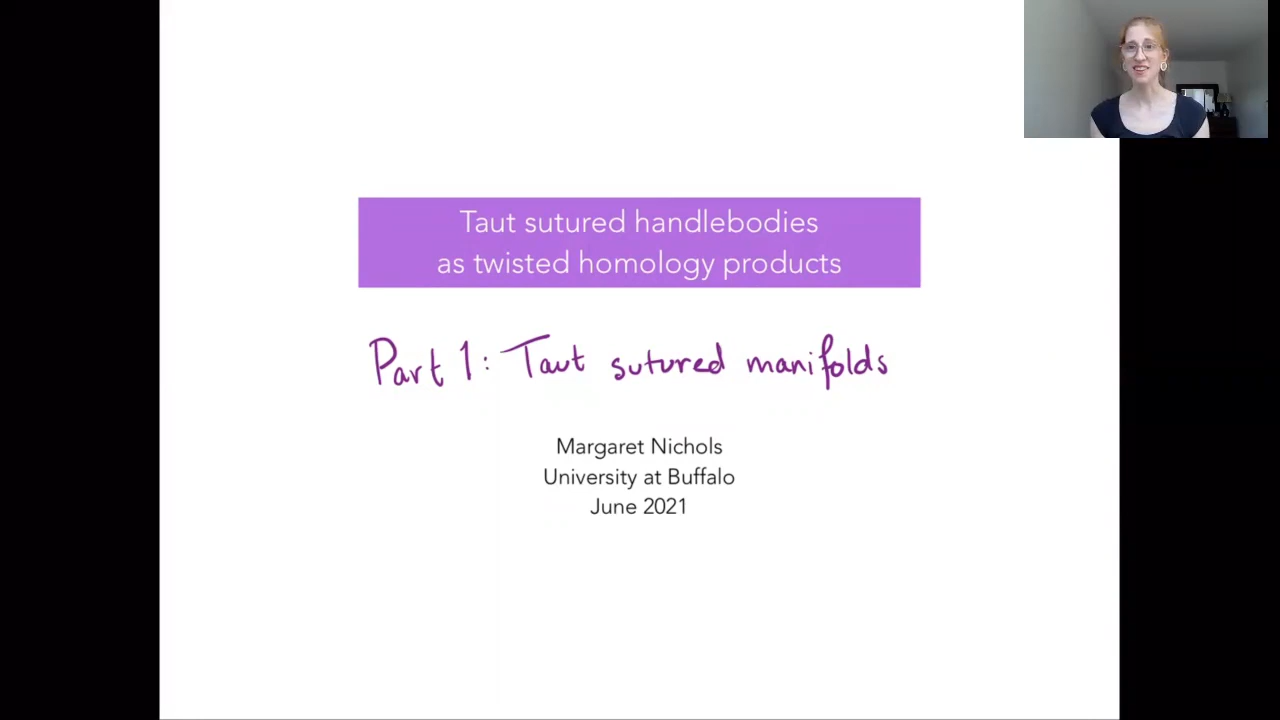 Taut sutured handlebodies
as twisted homology products
Part 1: Taut sutured manifolds
Margaret Nichols
University at Buffalo
June 2021